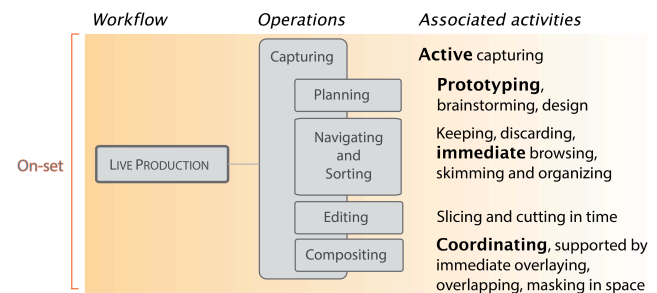 Workflow
Operations
Associated activities
Capturing
Active capturing
Planning
Prototyping,
brainstorming, design
On-set
LIVE PRODUCTION
Navigating
and
Sorting
Keeping, discarding,
immediate browsing,
skimming and organizing
Editing
Slicing and cutting in time
Compositing
Coordinating, supported by
immediate overlaying,
overlapping, masking in space